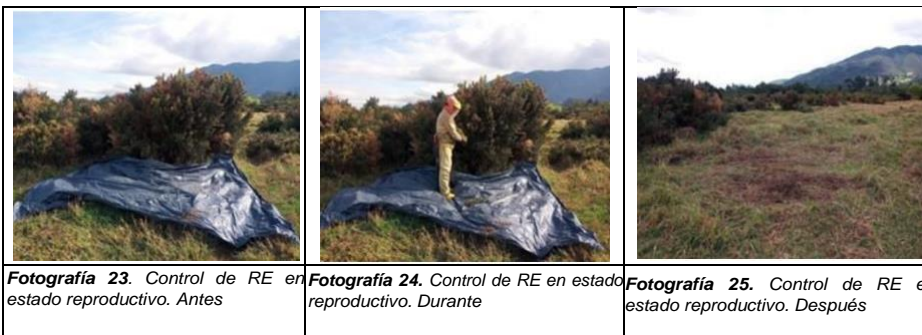 Fotografía 23. Control de RE en
estado reproductivo. Antes
Fotografía 24. Control de RE en estado
reproductivo. Durante
Fotografía 25. Control de RE e
estado reproductivo. Después